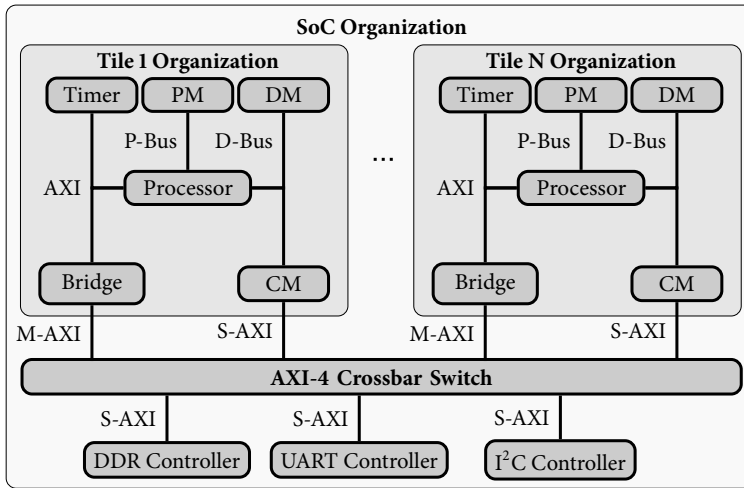 SoC Organization
Tile 1 Organization Tile N Organization
Timer PM DM Timer PM DM
P-Bus D-Bus P-Bus D-Bus
...
AXI Processor AXI Processor
Bridge CM Bridge CM
M-AXI S-AXI M-AXI S-AXI
AXI-4 Crossbar Switch
S-AXI S-AXI S-AXI
DDR Controller UART Controller I²C Controller